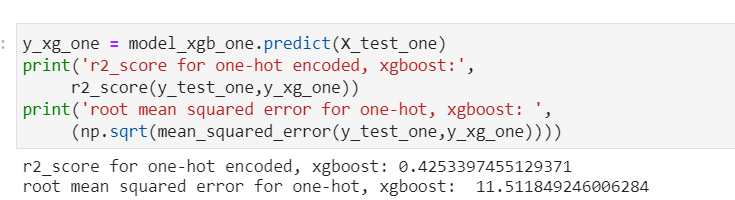 : y_xg_one = model_xgb_one.predict(X_test_one)
print('r2_score for one-hot encoded, xgboost:',
r2_score(y_test_one,y_xg_one))
print('root mean squared error for one-hot, xgboost: ',
(np.sqrt(mean_squared_error(y_test_one,y_xg_one))))
r2_score for one-hot encoded, xgboost: 0.4253397455129371
root mean squared error for one-hot, xgboost:  11.511849246006284